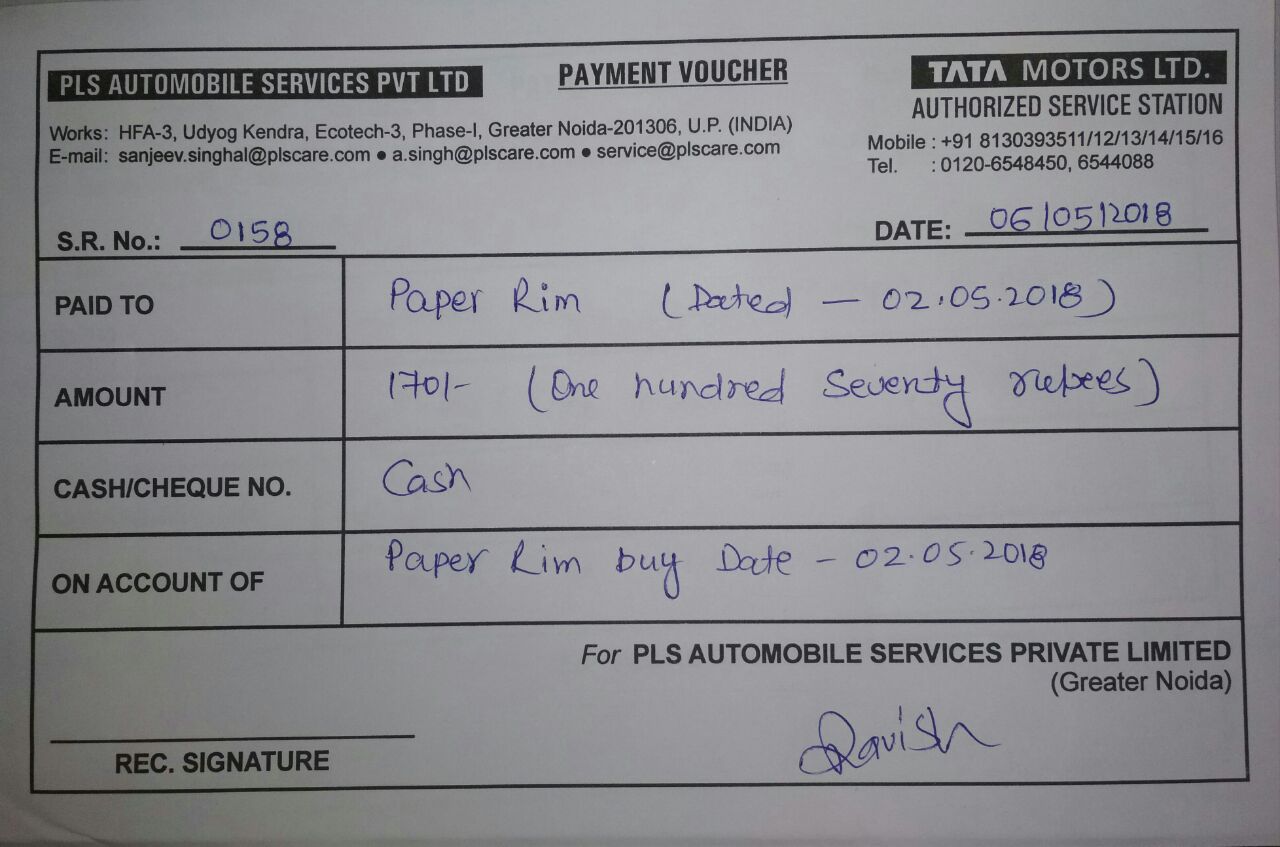 PLS AUTOMOBILE SERVICES PVT LTD
PAYMENT VOUCHER
TATA MOTORS LTD.
AUTHORIZED SERVICE STATION
Works: HFA-3, Udyog Kendra, Ecotech-3, Phase-I, Greater Noida-201306, U.P. (INDIA)
E-mail: sanjeev.singhal@plscare.com ● a.singh@plscare.com ● service@plscare.com
Mobile : +91 8130393511/12/13/14/15/16
Tel. : 0120-6548450, 6544088
S.R. No.: 0158
DATE: 06/05/2018
PAID TO Paper Rim (Dated - 02.05.2018)
AMOUNT 170/- (One hundred Seventy rupees)
CASH/CHEQUE NO. Cash
ON ACCOUNT OF Paper Rim buy Date - 02.05.2018
For PLS AUTOMOBILE SERVICES PRIVATE LIMITED
(Greater Noida)
Ravish
REC. SIGNATURE